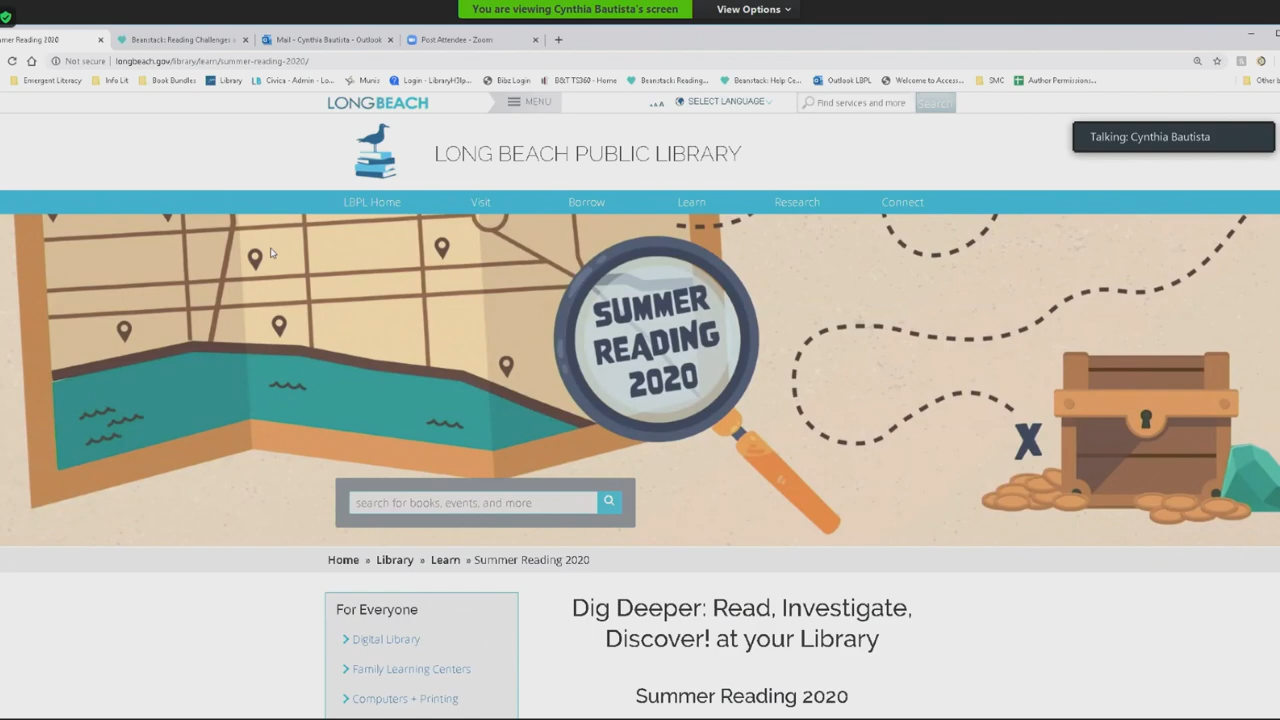 You are viewing Cynthia Bautista's screen
View Options
mer Reading 2020
Beanstack: Reading Challenges
Mail - Cynthia Bautista - Outlook
Post Attendee - Zoom
Not secure | longbeach.gov/library/learn/summer-reading-2020/
Emergent Literacy
Info Lit
Book Bundles
Library
Civica - Admin - Lo...
Munis
Login - LibraryH3lp...
Bibz Login
B&T TS360 - Home
Beanstack: Reading...
Beanstack: Help Ce...
Outlook LBPL
Welcome to Access...
SMC
Author Permissions...
Other b
LONGBEACH
MENU
AAA
SELECT LANGUAGE
Find services and more
Search
Talking: Cynthia Bautista
LONG BEACH PUBLIC LIBRARY
LBPL Home
Visit
Borrow
Learn
Research
Connect
SUMMER
READING
2020
X
search for books, events, and more
Home » Library » Learn » Summer Reading 2020
For Everyone
Digital Library
Family Learning Centers
Computers + Printing
Dig Deeper: Read, Investigate,
Discover! at your Library
Summer Reading 2020